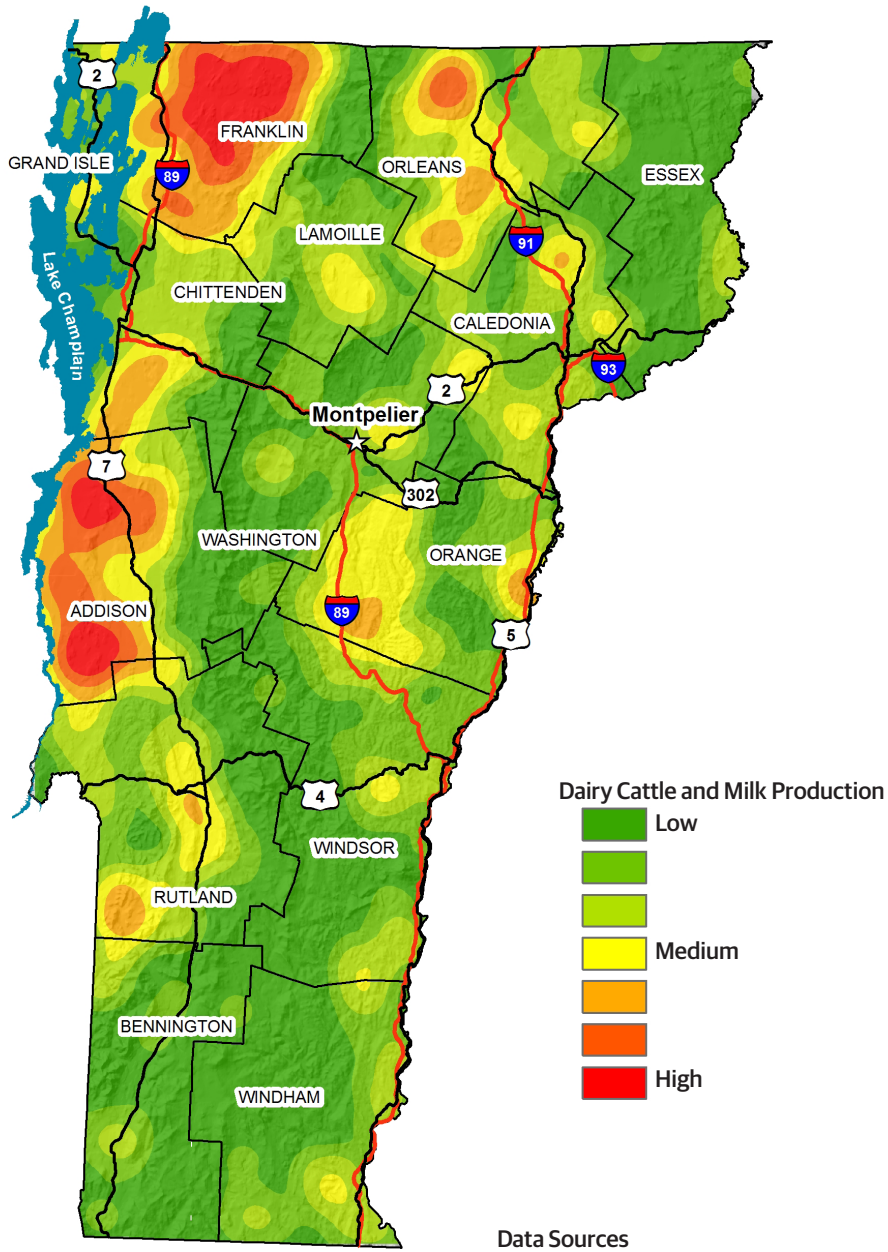 2
FRANKLIN
GRAND ISLE
89
ORLEANS
ESSEX
LAMOILLE
91
Lake Champlain
CHITTENDEN
CALEDONIA
93
2
Montpelier
7
302
WASHINGTON
ORANGE
ADDISON
89
5
4
Dairy Cattle and Milk Production
Low
WINDSOR
RUTLAND
Medium
BENNINGTON
High
WINDHAM
Data Sources